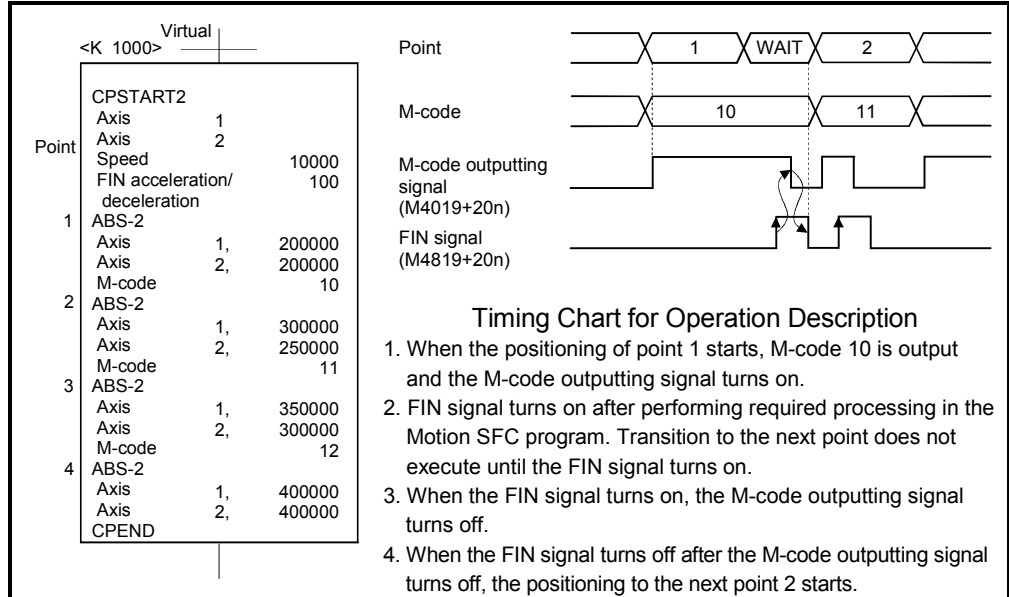 Virtual
<K 1000>
CPSTART2
Axis 1
Axis 2
Point
Speed 10000
FIN acceleration/ 100
deceleration
1 ABS-2
Axis 1, 200000
Axis 2, 200000
M-code 10
2 ABS-2
Axis 1, 300000
Axis 2, 250000
M-code 11
3 ABS-2
Axis 1, 350000
Axis 2, 300000
M-code 12
4 ABS-2
Axis 1, 400000
Axis 2, 400000
CPEND
Point 1 WAIT 2
M-code 10 11
M-code outputting
signal
(M4019+20n)
FIN signal
(M4819+20n)
Timing Chart for Operation Description
1. When the positioning of point 1 starts, M-code 10 is output
and the M-code outputting signal turns on.
2. FIN signal turns on after performing required processing in the
Motion SFC program. Transition to the next point does not
execute until the FIN signal turns on.
3. When the FIN signal turns on, the M-code outputting signal
turns off.
4. When the FIN signal turns off after the M-code outputting signal
turns off, the positioning to the next point 2 starts.